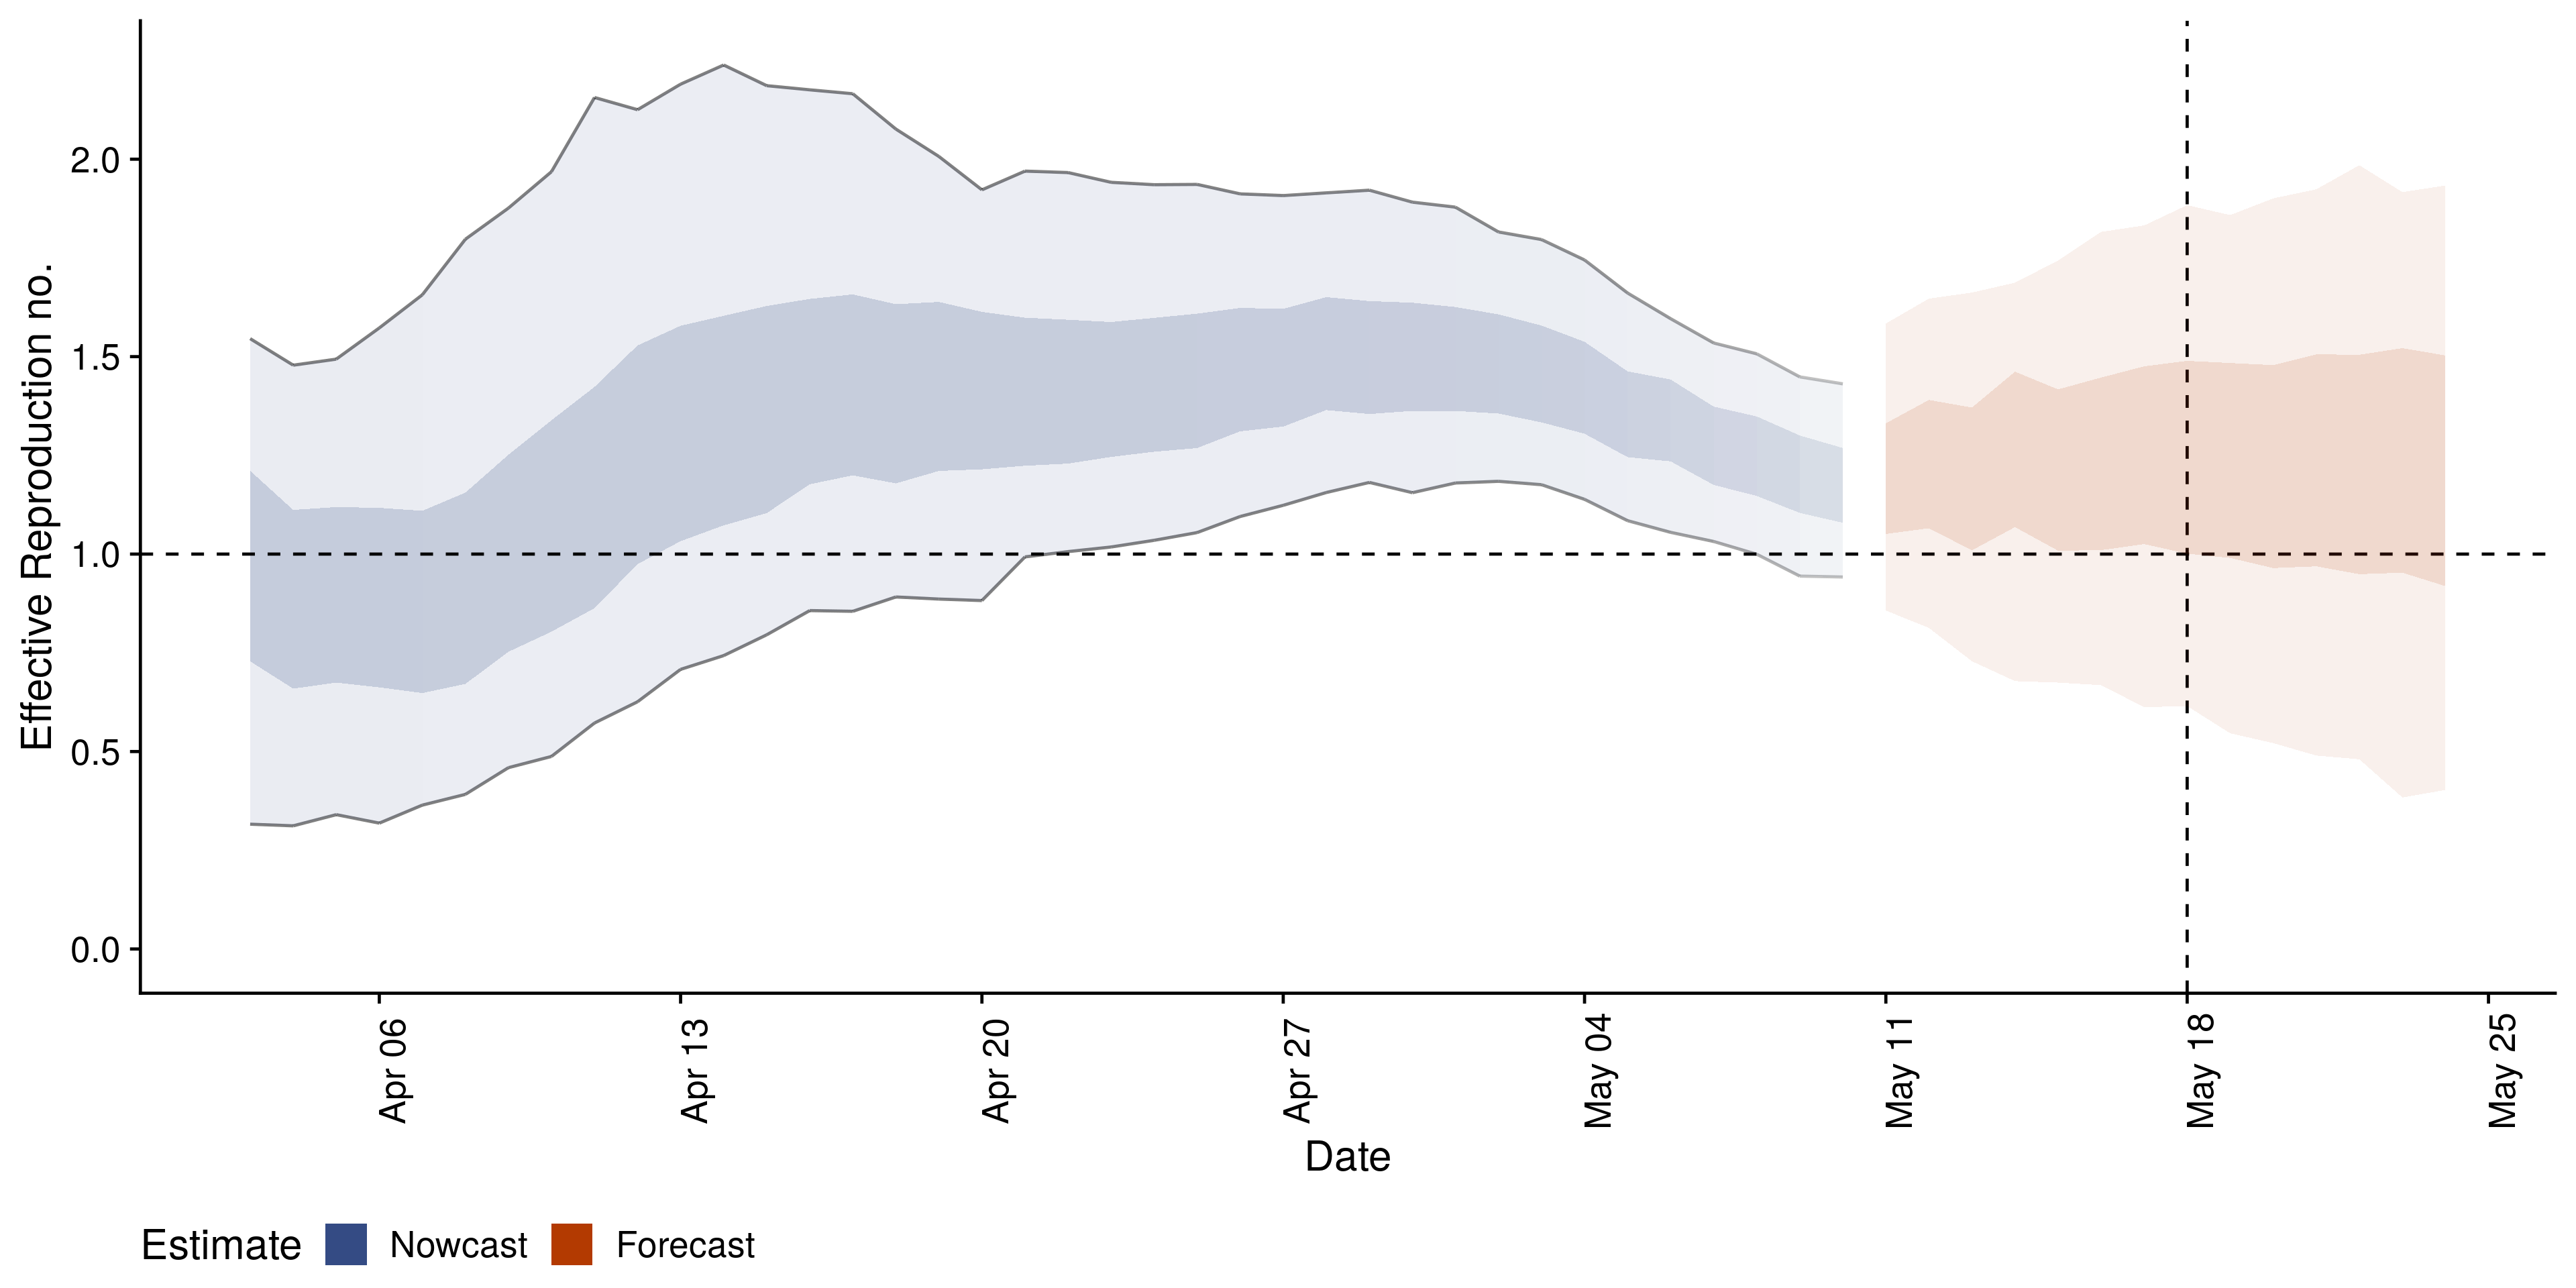 Effective Reproduction no.
2.0
1.5
1.0
0.5
0.0
Apr 06
Apr 13
Apr 20
Apr 27
May 04
May 11
May 18
May 25
Date
Estimate Nowcast Forecast